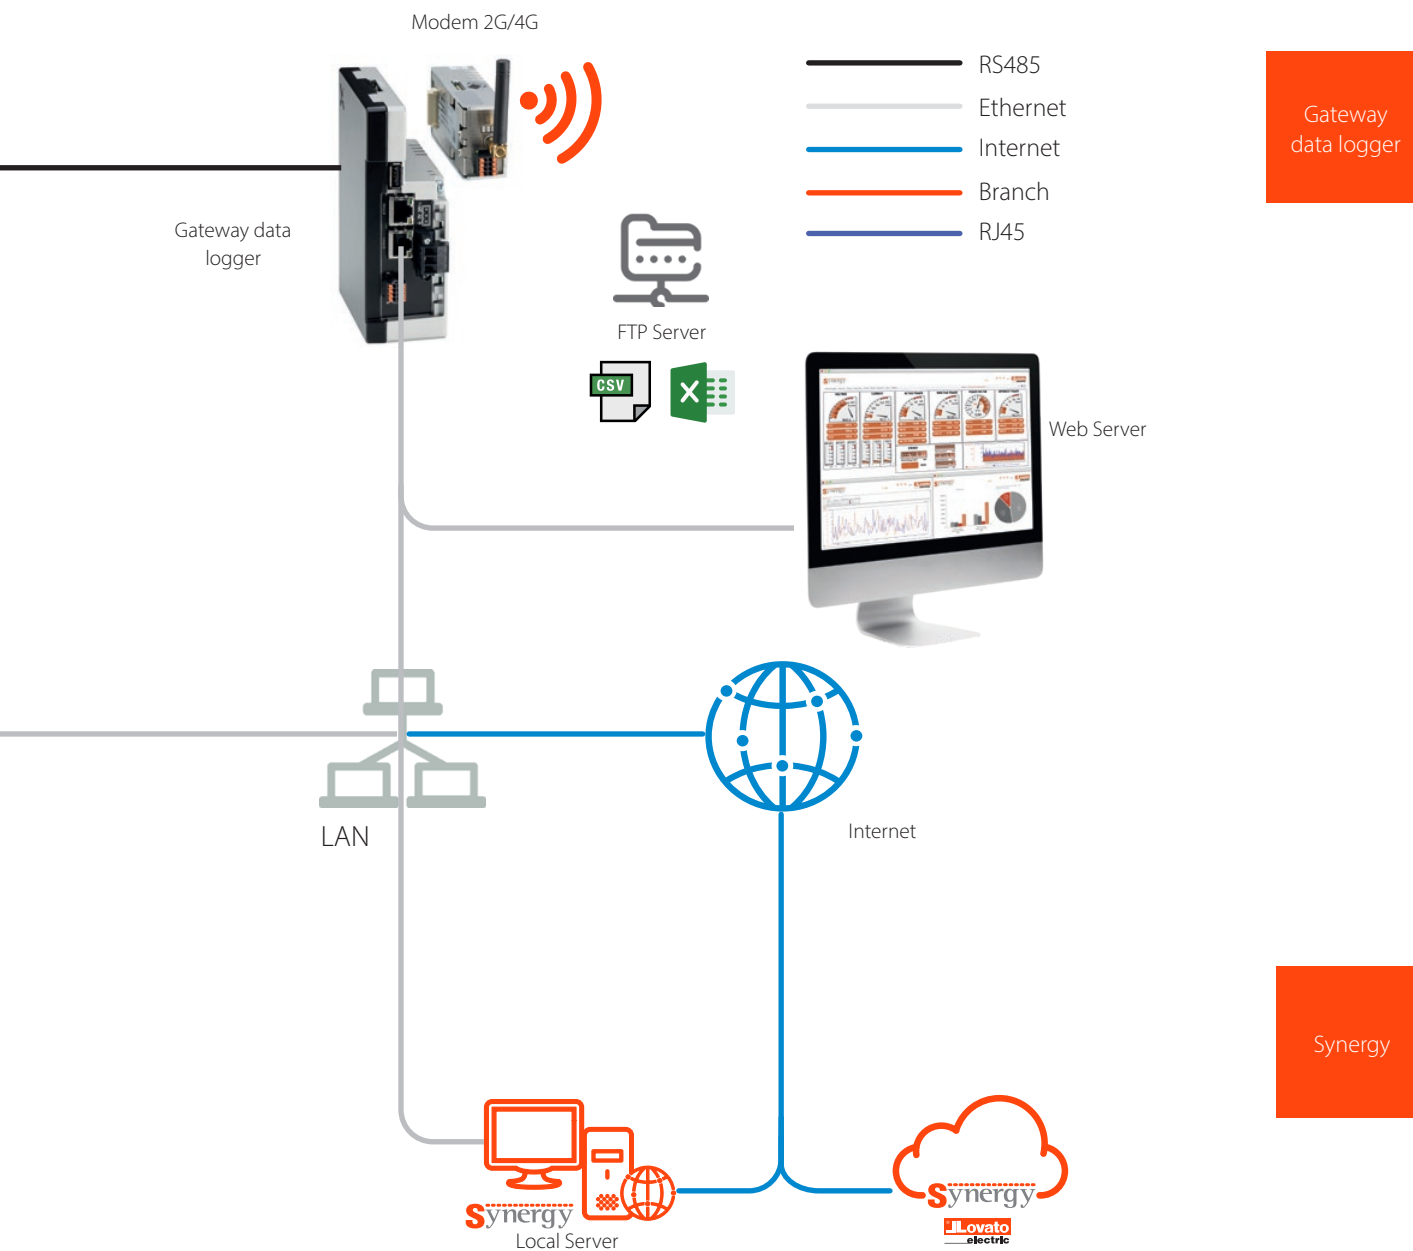 Modem 2G/4G
RS485
Ethernet
Internet
Branch
RJ45
Gateway
data logger
Gateway data
logger
FTP Server
CSV
X
Web Server
LAN
Internet
Synergy
Synergy
Local Server
Synergy
Lovato
electric